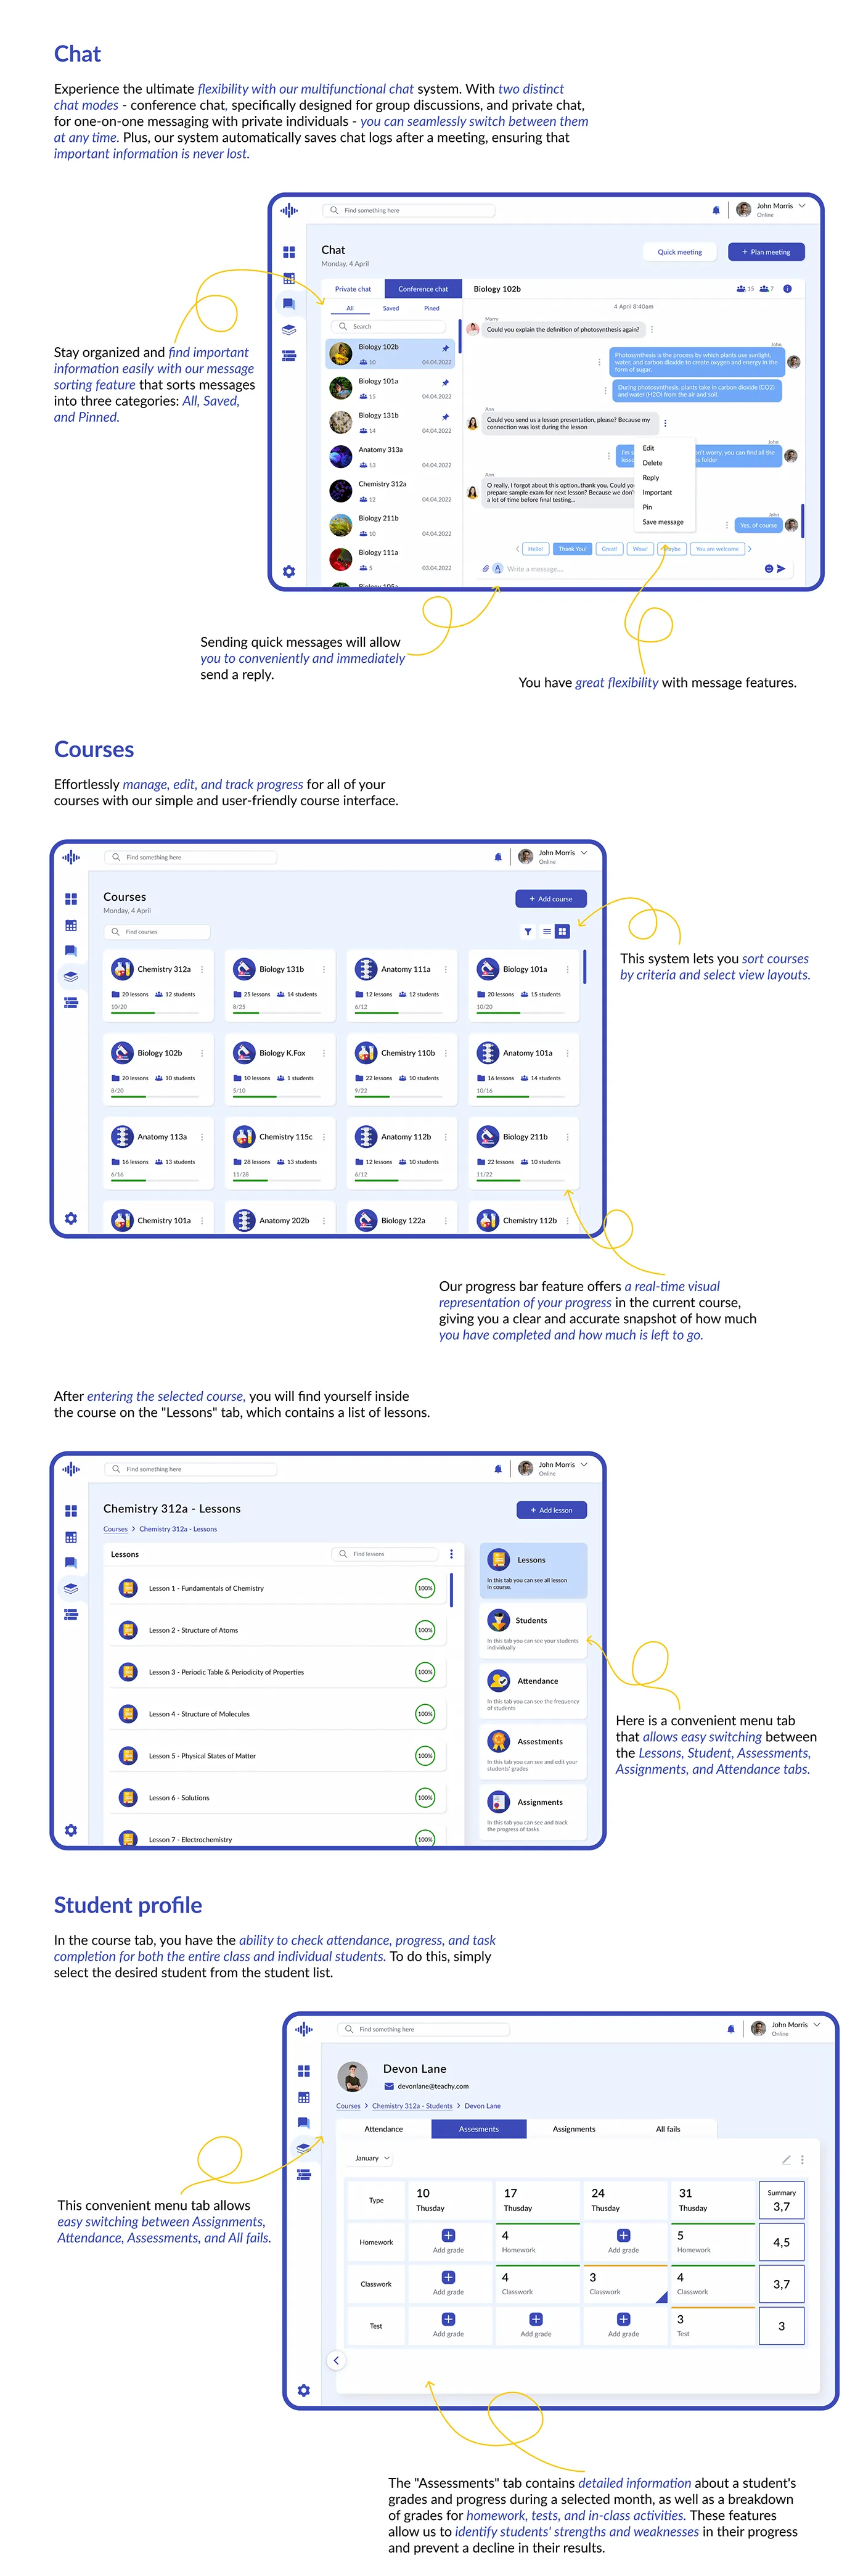 Chat
Experience the ultimate flexibility with our multifunctional chat system. With two distinct
chat modes - conference chat, specifically designed for group discussions, and private chat,
for one-on-one messaging with private individuals - you can seamlessly switch between them
at any time. Plus, our system automatically saves chat logs after a meeting, ensuring that
important information is never lost.
Find something here
John Morris
Online
Chat
Monday, 4 April
Quick meeting
+ Plan meeting
Private chat
Conference chat
Biology 102b
15
7
All
Saved
Pined
Search
4 April 8:40am
Mary
Could you explain the definition of photosynthesis again?
John
Photosynthesis is the process by which plants use sunlight,
water, and carbon dioxide to create oxygen and energy in the
form of sugar.
During photosynthesis, plants take in carbon dioxide (CO2)
and water (H2O) from the air and soil.
Ann
Could you send us a lesson presentation, please? Because my
connection was lost during the lesson
John
n't worry, you can find all the
folder
Ann
O really, I forgot about this option..thank you. Could you
prepare sample exam for next lesson? Because we don't
a lot of time before final testing...
Edit
Delete
Reply
Important
Pin
Save message
John
Yes, of course
Hello!
Thank You!
Great!
Wow!
Maybe
You are welcome
Write a message...
Biology 102b
10
04.04.2022
Biology 101a
15
04.04.2022
Biology 131b
14
04.04.2022
Anatomy 313a
13
04.04.2022
Chemistry 312a
12
04.04.2022
Biology 211b
10
04.04.2022
Biology 111a
5
03.04.2022
Biology 105a
Stay organized and find important
information easily with our message
sorting feature that sorts messages
into three categories: All, Saved,
and Pinned.
Sending quick messages will allow
you to conveniently and immediately
send a reply.
You have great flexibility with message features.
Courses
Effortlessly manage, edit, and track progress for all of your
courses with our simple and user-friendly course interface.
Find something here
John Morris
Online
Courses
Monday, 4 April
+ Add course
Find courses
Chemistry 312a
20 lessons 12 students
10/20
Biology 131b
25 lessons 14 students
8/25
Anatomy 111a
12 lessons 12 students
6/12
Biology 101a
20 lessons 15 students
10/20
Biology 102b
20 lessons 10 students
8/20
Biology K.Fox
10 lessons 1 students
5/10
Chemistry 110b
22 lessons 10 students
9/22
Anatomy 101a
16 lessons 14 students
10/16
Anatomy 113a
16 lessons 13 students
6/16
Chemistry 115c
28 lessons 13 students
11/28
Anatomy 112b
12 lessons 10 students
6/12
Biology 211b
22 lessons 10 students
11/22
Chemistry 101a
Anatomy 202b
Biology 122a
Chemistry 112b
This system lets you sort courses
by criteria and select view layouts.
Our progress bar feature offers a real-time visual
representation of your progress in the current course,
giving you a clear and accurate snapshot of how much
you have completed and how much is left to go.
After entering the selected course, you will find yourself inside
the course on the "Lessons" tab, which contains a list of lessons.
Find something here
John Morris
Online
Chemistry 312a - Lessons
+ Add lesson
Courses > Chemistry 312a - Lessons
Lessons
Find lessons
Lesson 1 - Fundamentals of Chemistry
100%
Lesson 2 - Structure of Atoms
100%
Lesson 3 - Periodic Table & Periodicity of Properties
100%
Lesson 4 - Structure of Molecules
100%
Lesson 5 - Physical States of Matter
100%
Lesson 6 - Solutions
100%
Lesson 7 - Electrochemistry
100%
Lessons
In this tab you can see all lesson
in course.
Students
In this tab you can see your students
individually
Attendance
In this tab you can see the frequency
of students
Assestments
In this tab you can see and edit your
students' grades
Assignments
In this tab you can see and track
the progress of tasks
Here is a convenient menu tab
that allows easy switching between
the Lessons, Student, Assessments,
Assignments, and Attendance tabs.
Student profile
In the course tab, you have the ability to check attendance, progress, and task
completion for both the entire class and individual students. To do this, simply
select the desired student from the student list.
Find something here
John Morris
Online
Devon Lane
devonlane@teachy.com
Courses > Chemistry 312a - Students > Devon Lane
Attendance
Assesments
Assignments
All fails
January
Type
10
Thusday
17
Thusday
24
Thusday
31
Thusday
Summary
3,7
Homework
Add grade
4
Homework
Add grade
5
Homework
4,5
Classwork
Add grade
4
Classwork
3
Classwork
4
Classwork
3,7
Test
Add grade
Add grade
Add grade
3
Test
3
This convenient menu tab allows
easy switching between Assignments,
Attendance, Assessments, and All fails.
The "Assessments" tab contains detailed information about a student's
grades and progress during a selected month, as well as a breakdown
of grades for homework, tests, and in-class activities. These features
allow us to identify students' strengths and weaknesses in their progress
and prevent a decline in their results.